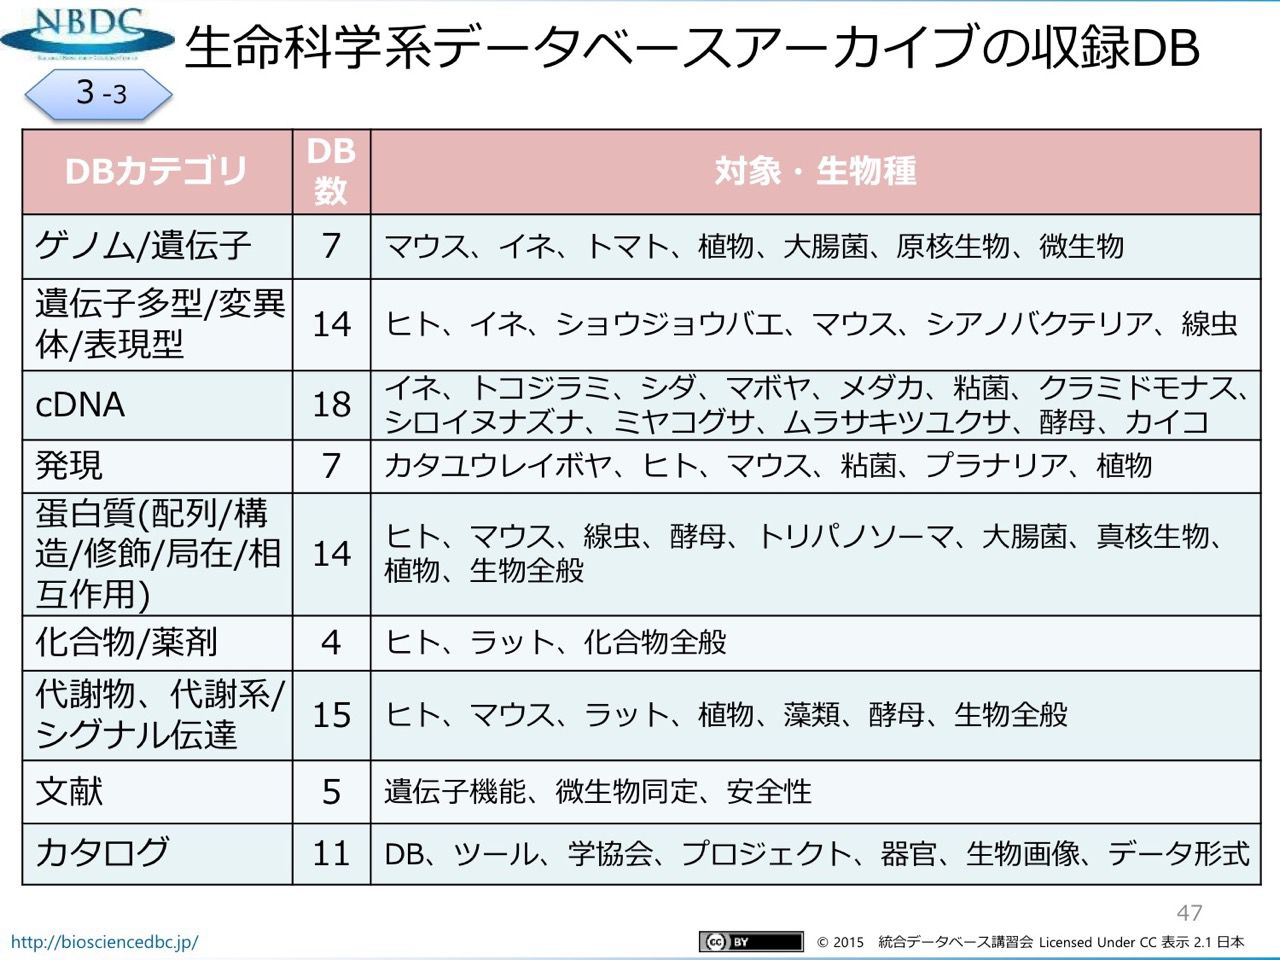 NBDC
生命科学系データベースアーカイブの収録DB
3-3
DBカテゴリ
DB
数
対象・生物種
ゲノム/遺伝子
7
マウス、イネ、トマト、植物、大腸菌、原核生物、微生物
遺伝子多型/変異
体/表現型
14
ヒト、イネ、ショウジョウバエ、マウス、シアノバクテリア、線虫
cDNA
18
イネ、トコジラミ、シダ、マボヤ、メダカ、粘菌、クラミドモナス、
シロイヌナズナ、ミヤコグサ、ムラサキツユクサ、酵母、カイコ
発現
7
カタユウレイボヤ、ヒト、マウス、粘菌、プラナリア、植物
蛋白質(配列/構
造/修飾/局在/相
互作用)
14
ヒト、マウス、線虫、酵母、トリパノソーマ、大腸菌、真核生物、
植物、生物全般
化合物/薬剤
4
ヒト、ラット、化合物全般
代謝物、代謝系/
シグナル伝達
15
ヒト、マウス、ラット、植物、藻類、酵母、生物全般
文献
5
遺伝子機能、微生物同定、安全性
カタログ
11
DB、ツール、学協会、プロジェクト、器官、生物画像、データ形式
47
http://biosciencedbc.jp/
cc BY
© 2015 統合データベース講習会 Licensed Under CC 表示 2.1 日本